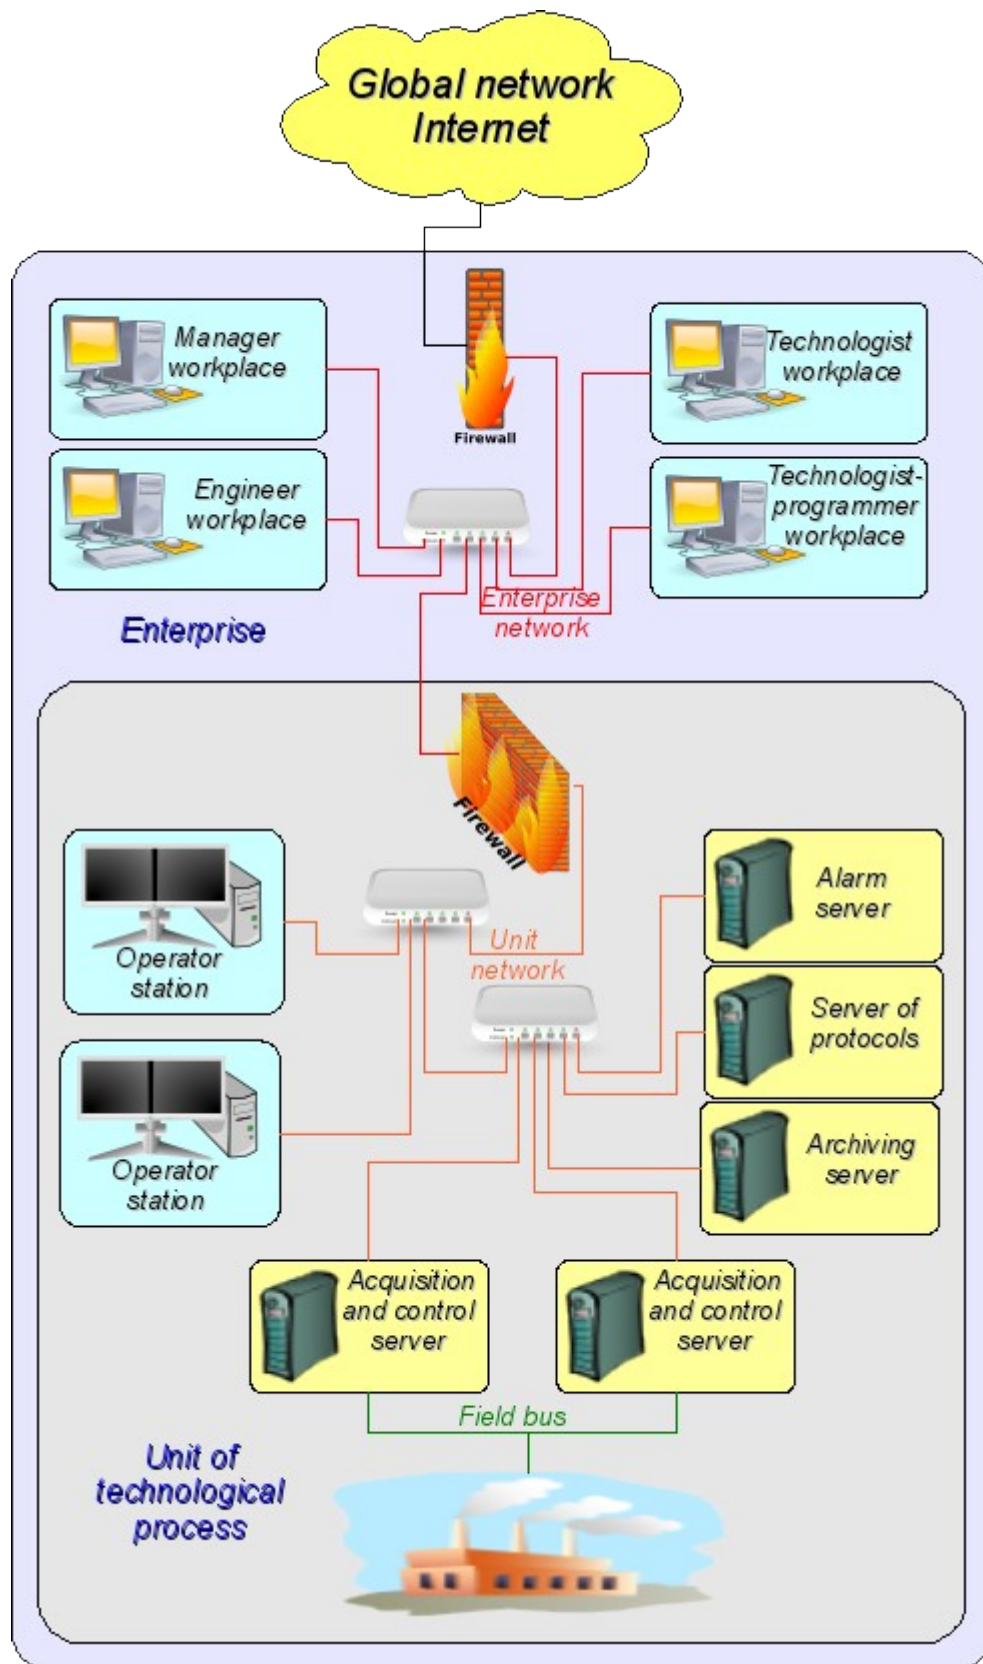 Global network
Internet
Manager
workplace
Technologist
workplace
Firewall
Engineer
workplace
Technologist-
programmer
workplace
Enterprise
network
Enterprise
Firewall
Operator
station
Unit
network
Alarm
server
Server of
protocols
Operator
station
Archiving
server
Acquisition
and control
server
Acquisition
and control
server
Field bus
Unit of
technological
process